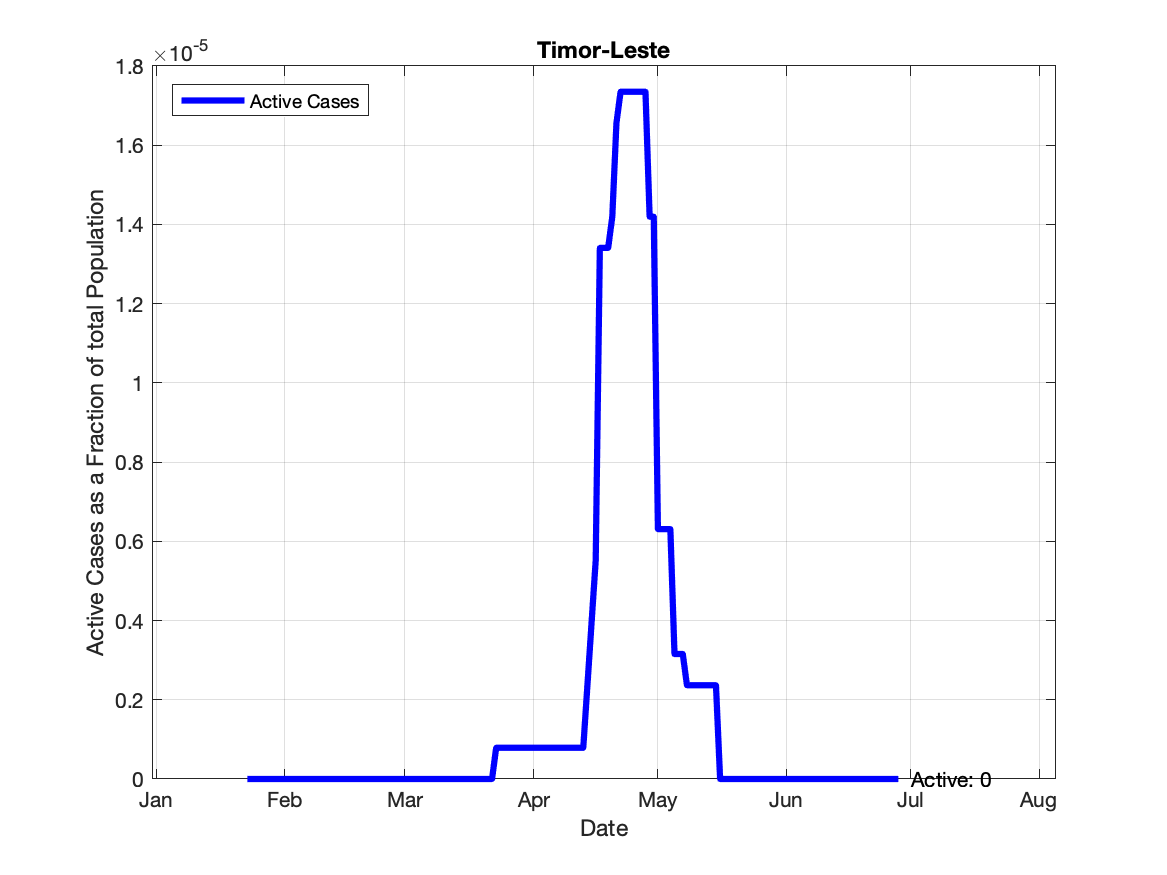 Timor-Leste
×10-5
Active Cases
1.8
1.6
1.4
1.2
1
0.8
0.6
0.4
0.2
0
Active Cases as a Fraction of total Population
Active: 0
Jan Feb Mar Apr May Jun Jul Aug
Date